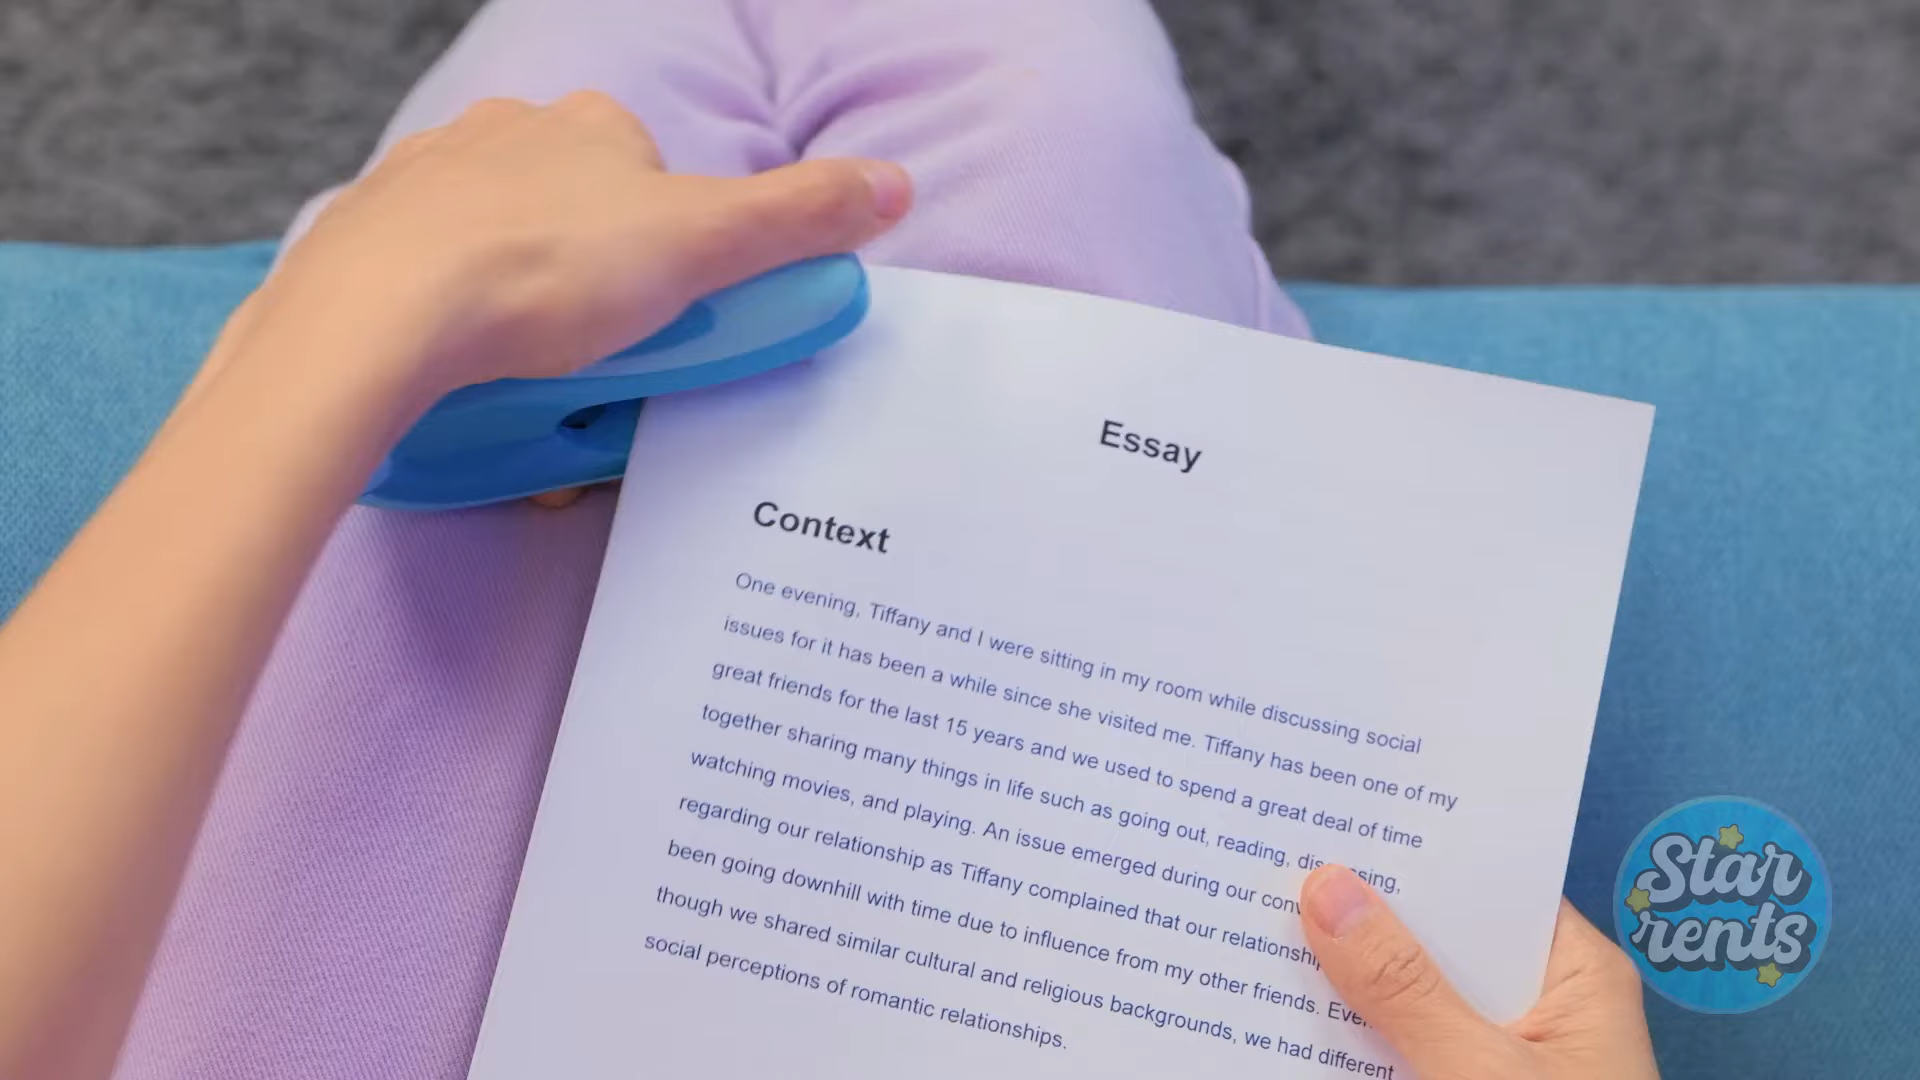 Essay
Context
One evening, Tiffany and I were sitting in my room while discussing social
issues for it has been a while since she visited me. Tiffany has been one of my
great friends for the last 15 years and we used to spend a great deal of time
together sharing many things in life such as going out, reading,
watching movies, and playing. An issue emerged during our
regarding our relationship as Tiffany complained that our
been going downhill with time due to influence from my other friends.
though we shared similar cultural and religious backgrounds, we had different
social perceptions of romantic relationships.
Star
rents